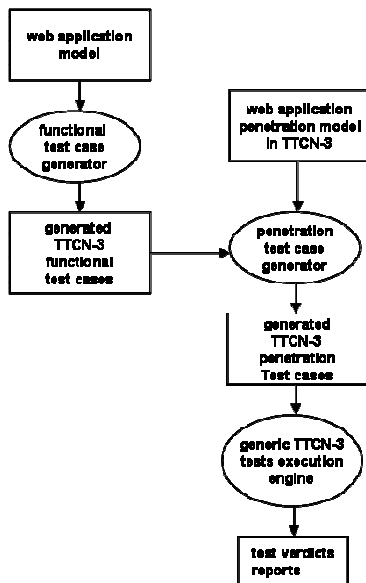 web application
model
functional
test case
generator
generated
TTCN-3
functional
test cases
web application
penetration model
in TTCN-3
penetration
test case
generator
generated
TTCN-3
penetration
Test cases
generic TTCN-3
tests execution
engine
test verdicts
reports